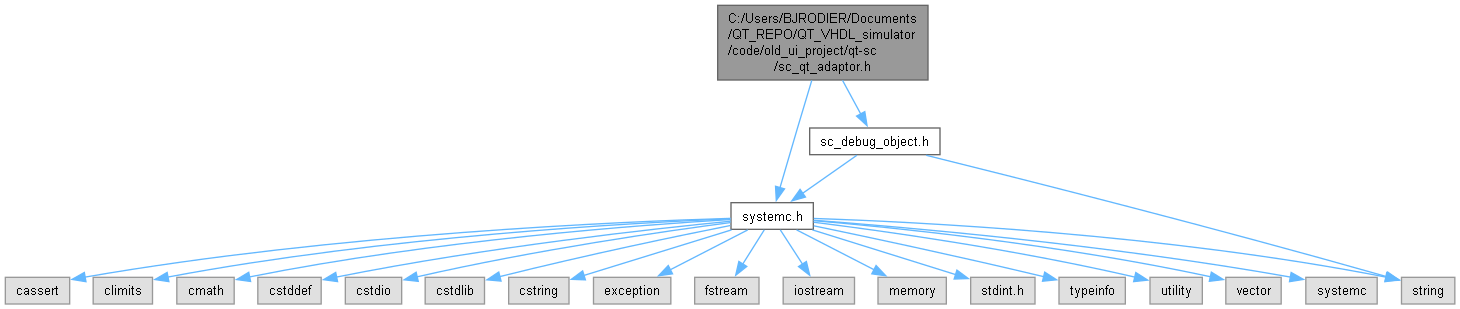 C:/Users/BJRODIER/Documents
/QT_REPO/QT_VHDL_simulator
/code/old_ui_project/qt-sc
/sc_qt_adaptor.h
sc_debug_object.h
systemc.h
cassert
climits
cmath
cstddef
cstdio
cstdlib
cstring
exception
fstream
iostream
memory
stdint.h
typeinfo
utility
vector
systemc
string